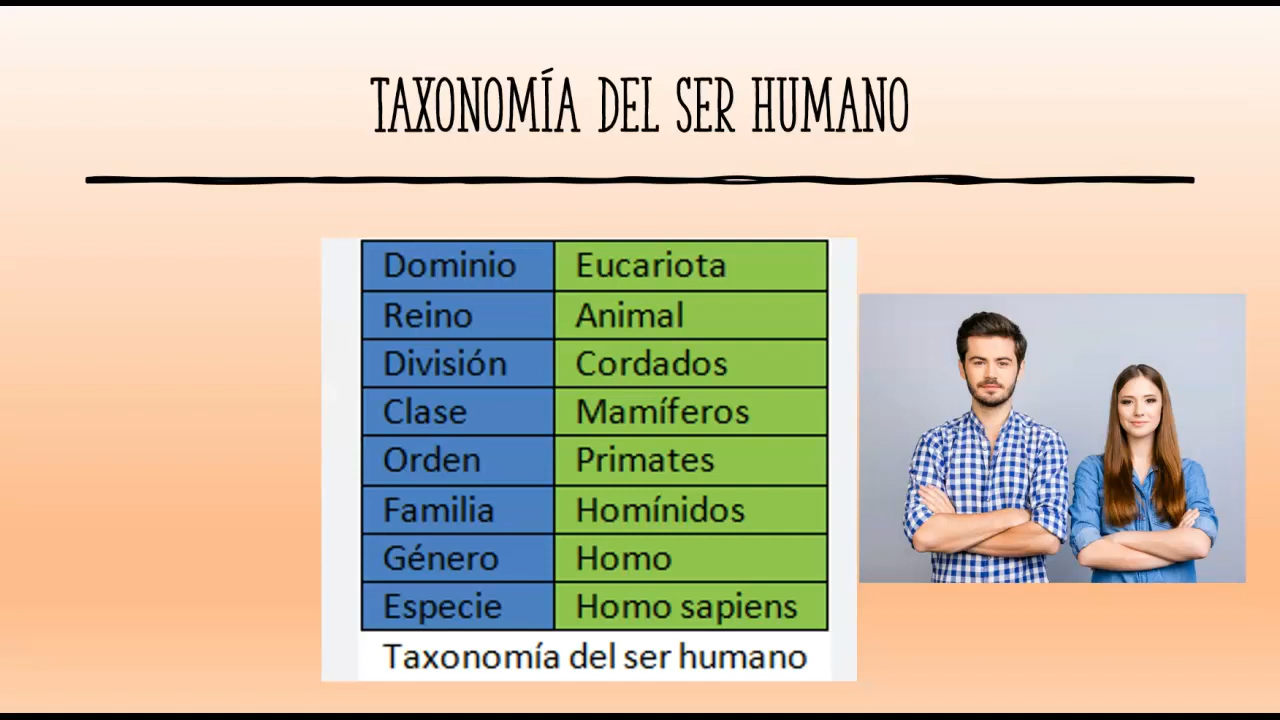 TAXONOMÍA DEL SER HUMANO
Dominio Eucariota
Reino Animal
División Cordados
Clase Mamíferos
Orden Primates
Familia Homínidos
Género Homo
Especie Homo sapiens
Taxonomía del ser humano